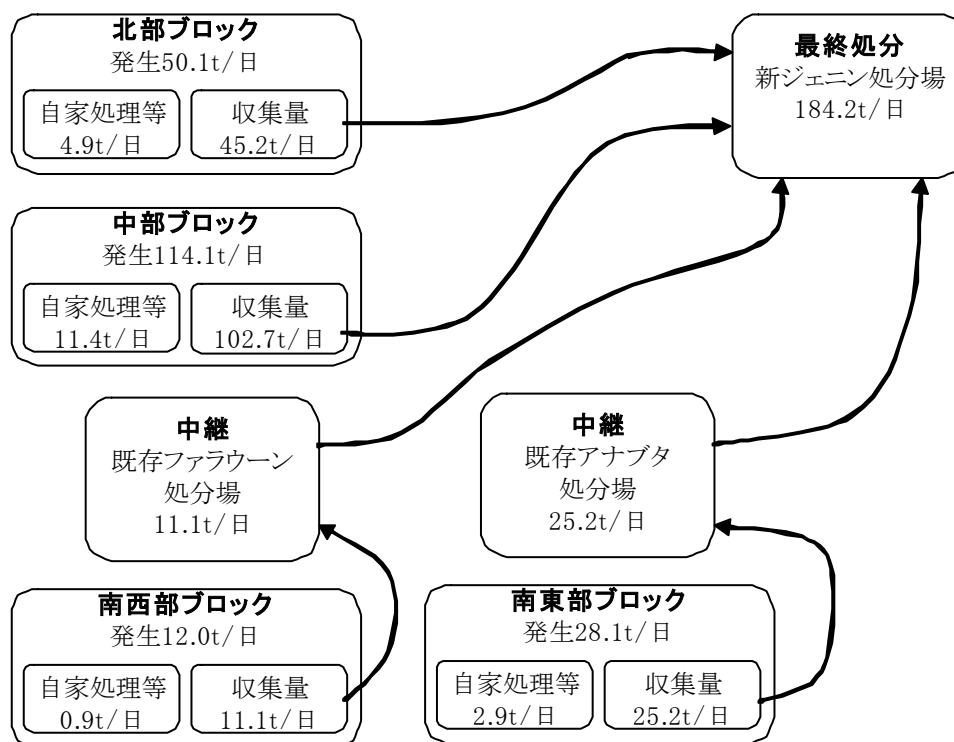 北部ブロック
発生50.1t/日
自家処理等
4.9t/日
収集量
45.2t/日
最終処分
新ジェニン処分場
184.2t/日
中部ブロック
発生114.1t/日
自家処理等
11.4t/日
収集量
102.7t/日
中継
既存ファラウーン
処分場
11.1t/日
中継
既存アナブタ
処分場
25.2t/日
南西部ブロック
発生12.0t/日
自家処理等
0.9t/日
収集量
11.1t/日
南東部ブロック
発生28.1t/日
自家処理等
2.9t/日
収集量
25.2t/日